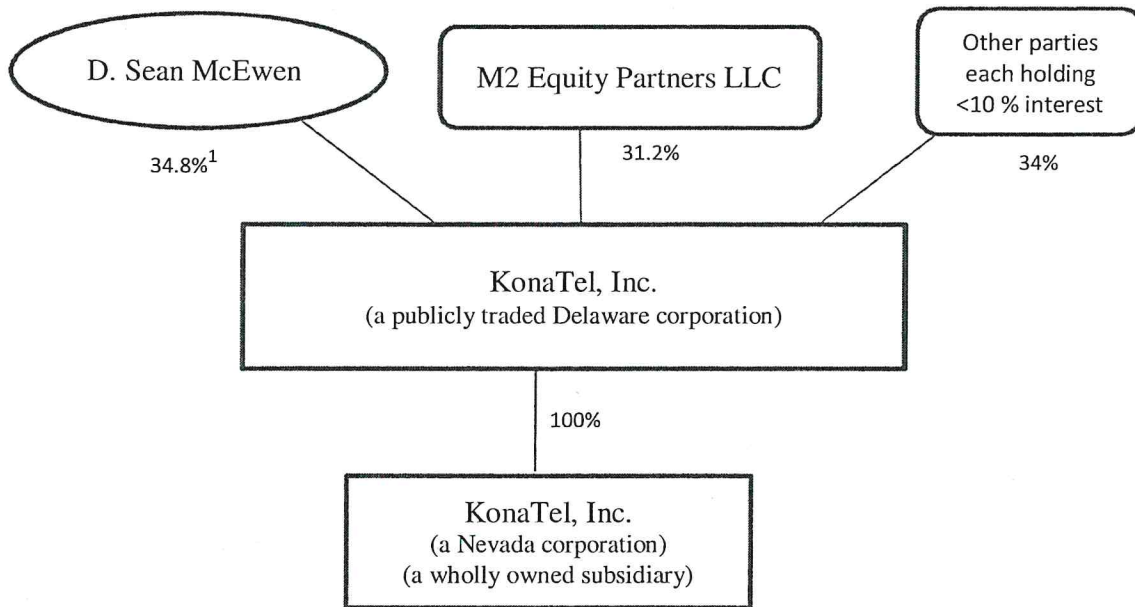 D. Sean McEwen
M2 Equity Partners LLC
Other parties
each holding
<10 % interest
34.8%¹
31.2%
34%
KonaTel, Inc.
(a publicly traded Delaware corporation)
100%
KonaTel, Inc.
(a Nevada corporation)
(a wholly owned subsidiary)